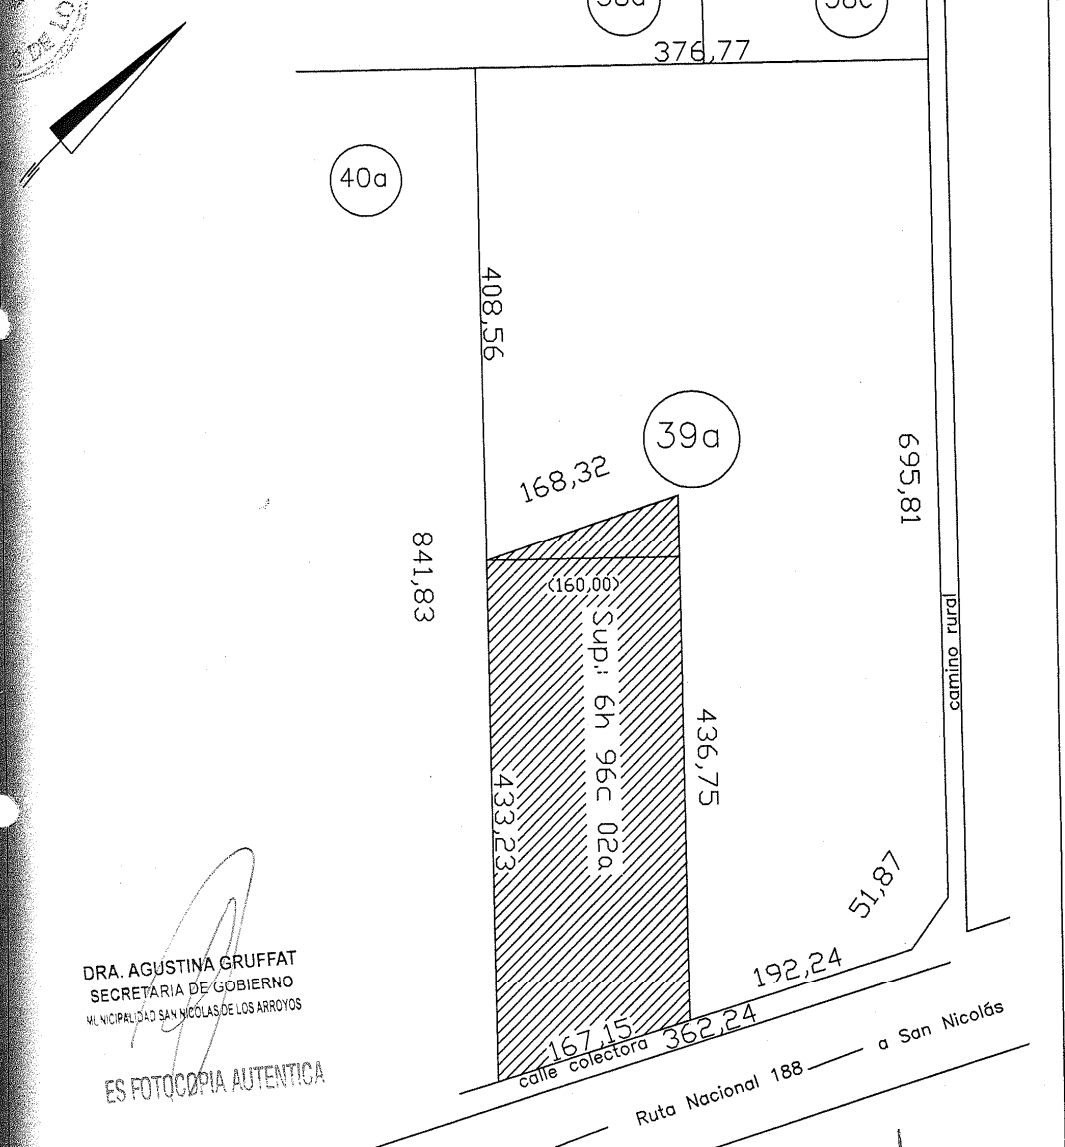 DE LO
376,77
40a
408,56
39a
168,32
695,81
841,83
(160,00)
Sup.: 6h 96c 02a
camino rural
436,75
433,23
51,87
192,24
167,15
362,24
calle colectora
Ruta Nacional 188
a San Nicolás
DRA. AGUSTINA GRUFFAT
SECRETARIA DE GOBIERNO
MUNICIPALIDAD SAN NICOLAS DE LOS ARROYOS
ES FOTOCOPIA AUTENTICA